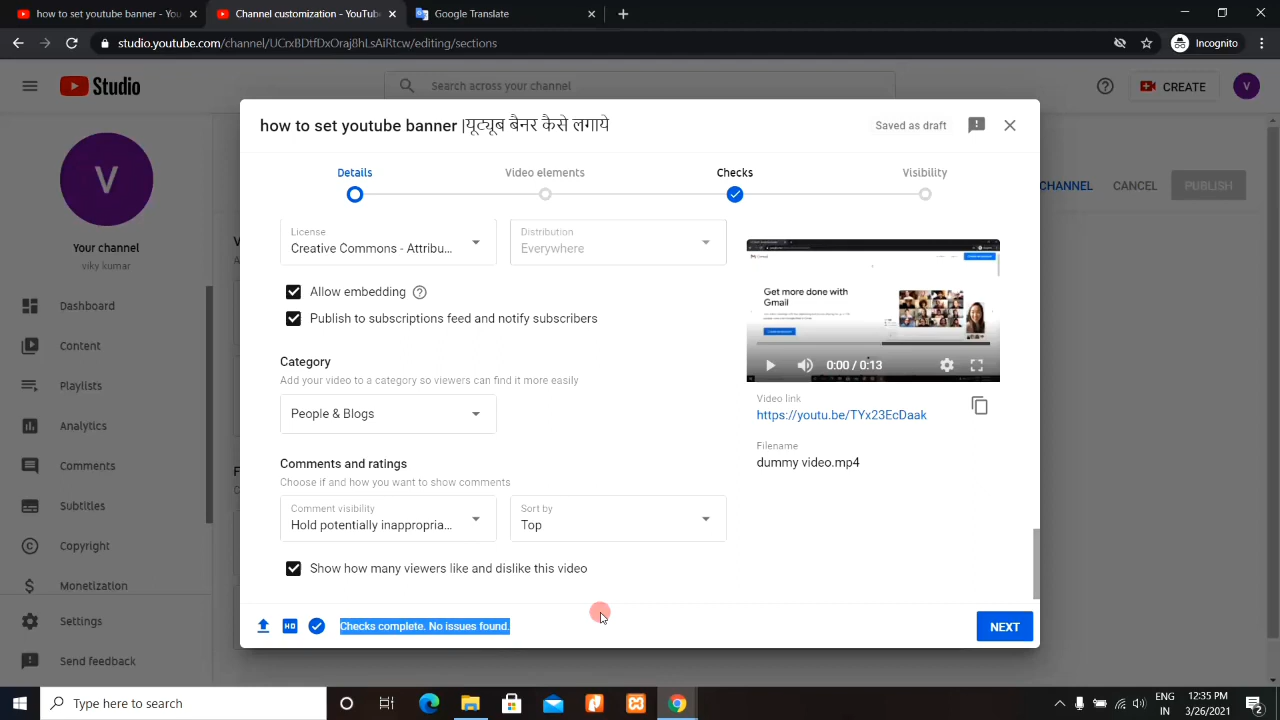 how to set youtube banner - You
Channel customization - YouTube
Google Translate
studio.youtube.com/channel/UCrxBDtfDxOraj8hLsAiRtcw/editing/sections
Incognito
Studio
Search across your channel
CREATE
V
how to set youtube banner |यूट्यूब बैनर कैसे लगाये
Saved as draft
Details
Video elements
Checks
Visibility
CHANNEL
CANCEL
PUBLISH
V
Your channel
viky kumar
Dashboard
Content
Playlists
Analytics
Comments
Subtitles
Copyright
Monetization
Settings
Send feedback
License
Creative Commons - Attribu...
Distribution
Everywhere
Allow embedding
Publish to subscriptions feed and notify subscribers
Category
Add your video to a category so viewers can find it more easily
People & Blogs
Comments and ratings
Choose if and how you want to show comments
Comment visibility
Hold potentially inappropria...
Sort by
Top
Show how many viewers like and dislike this video
Get more done with
Gmail
0:00 / 0:13
Video link
https://youtu.be/TYx23EcDaak
Filename
dummy video.mp4
HD
Checks complete. No issues found.
NEXT
Type here to search
ENG
IN
12:35 PM
3/26/2021
2